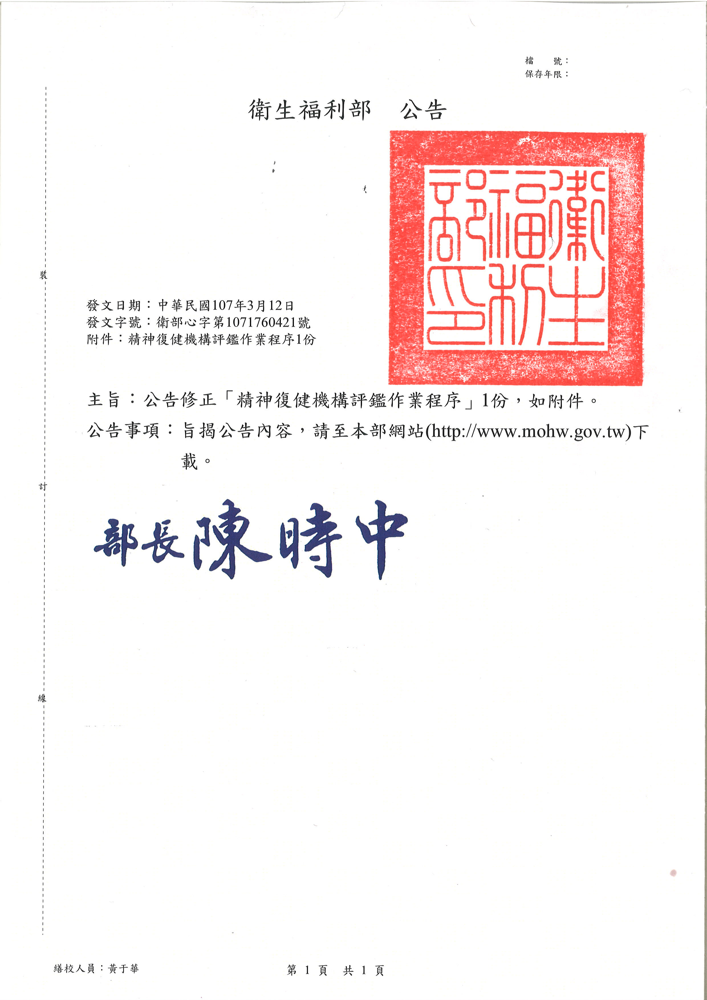 檔　　號：
保存年限：
衛生福利部　公告
衛生福利部印
發文日期：中華民國107年3月12日
發文字號：衛部心字第1071760421號
附件：精神復健機構評鑑作業程序1份
主旨：公告修正「精神復健機構評鑑作業程序」1份，如附件。
公告事項：旨揭公告內容，請至本部網站(http://www.mohw.gov.tw)下
載。
部長陳時中
裝
訂
線
繕校人員：黃于華
第 1 頁　共 1 頁